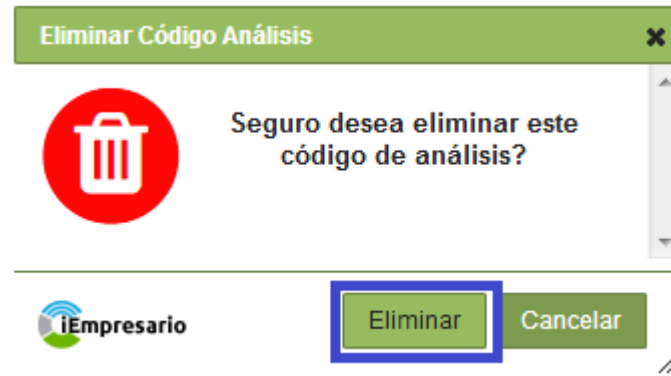 Eliminar Código Análisis
Seguro desea eliminar este
código de análisis?
iEmpresario
Eliminar
Cancelar